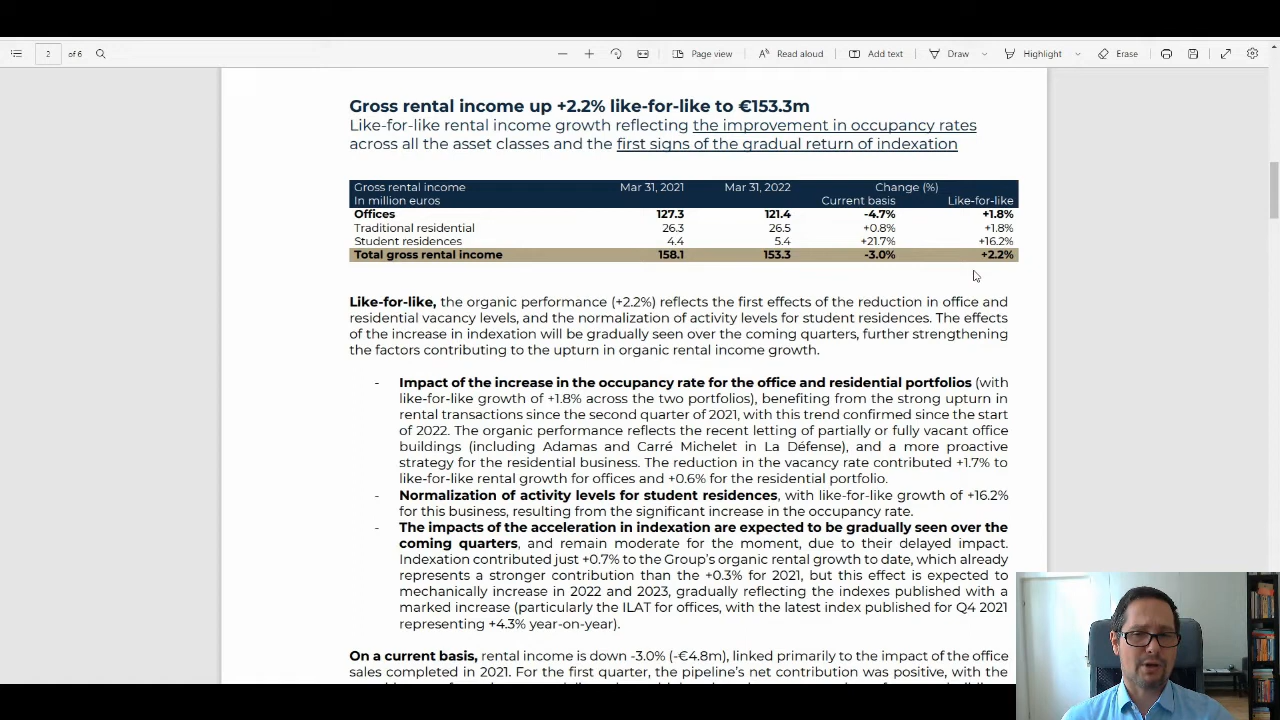 2 of 6
Page view
Read aloud
Add text
Draw
Highlight
Erase
Gross rental income up +2.2% like-for-like to €153.3m
Like-for-like rental income growth reflecting the improvement in occupancy rates
across all the asset classes and the first signs of the gradual return of indexation
Gross rental income Mar 31, 2021 Mar 31, 2022 Change (%)
In million euros Current basis Like-for-like
Offices 127.3 121.4 -4.7% +1.8%
Traditional residential 26.3 26.5 +0.8% +1.8%
Student residences 4.4 5.4 +21.7% +16.2%
Total gross rental income 158.1 153.3 -3.0% +2.2%
Like-for-like, the organic performance (+2.2%) reflects the first effects of the reduction in office and
residential vacancy levels, and the normalization of activity levels for student residences. The effects
of the increase in indexation will be gradually seen over the coming quarters, further strengthening
the factors contributing to the upturn in organic rental income growth.
- Impact of the increase in the occupancy rate for the office and residential portfolios (with
like-for-like growth of +1.8% across the two portfolios), benefiting from the strong upturn in
rental transactions since the second quarter of 2021, with this trend confirmed since the start
of 2022. The organic performance reflects the recent letting of partially or fully vacant office
buildings (including Adamas and Carré Michelet in La Défense), and a more proactive
strategy for the residential business. The reduction in the vacancy rate contributed +1.7% to
like-for-like rental growth for offices and +0.6% for the residential portfolio.
- Normalization of activity levels for student residences, with like-for-like growth of +16.2%
for this business, resulting from the significant increase in the occupancy rate.
- The impacts of the acceleration in indexation are expected to be gradually seen over the
coming quarters, and remain moderate for the moment, due to their delayed impact.
Indexation contributed just +0.7% to the Group's organic rental growth to date, which already
represents a stronger contribution than the +0.3% for 2021, but this effect is expected to
mechanically increase in 2022 and 2023, gradually reflecting the indexes published with a
marked increase (particularly the ILAT for offices, with the latest index published for Q4 2021
representing +4.3% year-on-year).
On a current basis, rental income is down -3.0% (-€4.8m), linked primarily to the impact of the office
sales completed in 2021. For the first quarter, the pipeline's net contribution was positive, with the